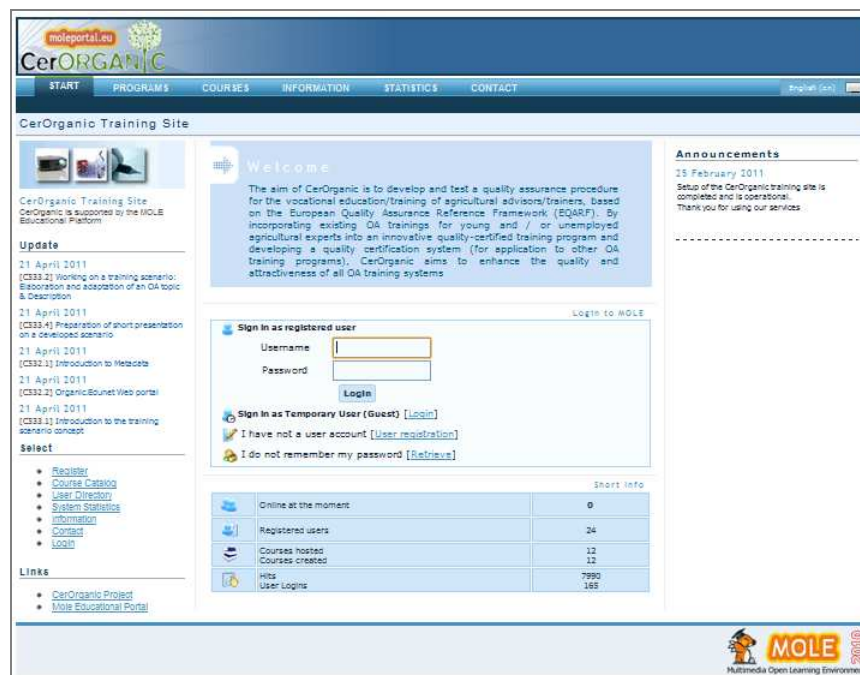 moleportal.eu
CerORGANIC
START PROGRAMS COURSES INFORMATION STATISTICS CONTACT English (en)
CerOrganic Training Site
CerOrganic Training Site
CerOrganic is supported by the MOLE
Educational Platform
Update
21 April 2011
[CS33.2] Working on a training scenario:
Elaboration and adaptation of an OA topic
& Description
21 April 2011
[CS33.4] Preparation of short presentation
on a developed scenario
21 April 2011
[CS32.1] Introduction to Metadata
21 April 2011
[CS32.2] Organic.Edunet Web portal
21 April 2011
[CS33.1] Introduction to the training
scenario concept
Select
Register
Course Catalog
User Directory
System Statistics
Information
Contact
Login
Links
CerOrganic Project
Mole Educational Portal
Welcome
The aim of CerOrganic is to develop and test a quality assurance procedure
for the vocational education/training of agricultural advisors/trainers, based
on the European Quality Assurance Reference Framework (EQARF). By
incorporating existing OA trainings for young and / or unemployed
agricultural experts into an innovative quality-certified training program and
developing a quality certification system (for application to other OA
training programs), CerOrganic aims to enhance the quality and
attractiveness of all OA training systems
Login to MOLE
Sign in as registered user
Username
Password
Login
Sign in as Temporary User (Guest) [Login]
I have not a user account [User registration]
I do not remember my password [Retrieve]
Short info
Online at the moment 0
Registered users 24
Courses hosted 12
Courses created 12
Hits 7990
User Logins 165
Announcements
25 February 2011
Setup of the CerOrganic training site is
completed and is operational.
Thank you for using our services
MOLE 2010
Multimedia Open Learning Environment